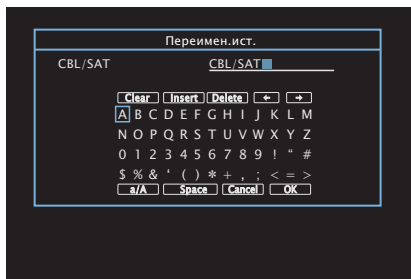 Переимен.ист.
CBL/SAT CBL/SAT
Clear Insert Delete ← →
A B C D E F G H I J K L M
N O P Q R S T U V W X Y Z
0 1 2 3 4 5 6 7 8 9 ! “ #
$ % & ‘ ( ) * + , ; < = >
a/A Space Cancel OK